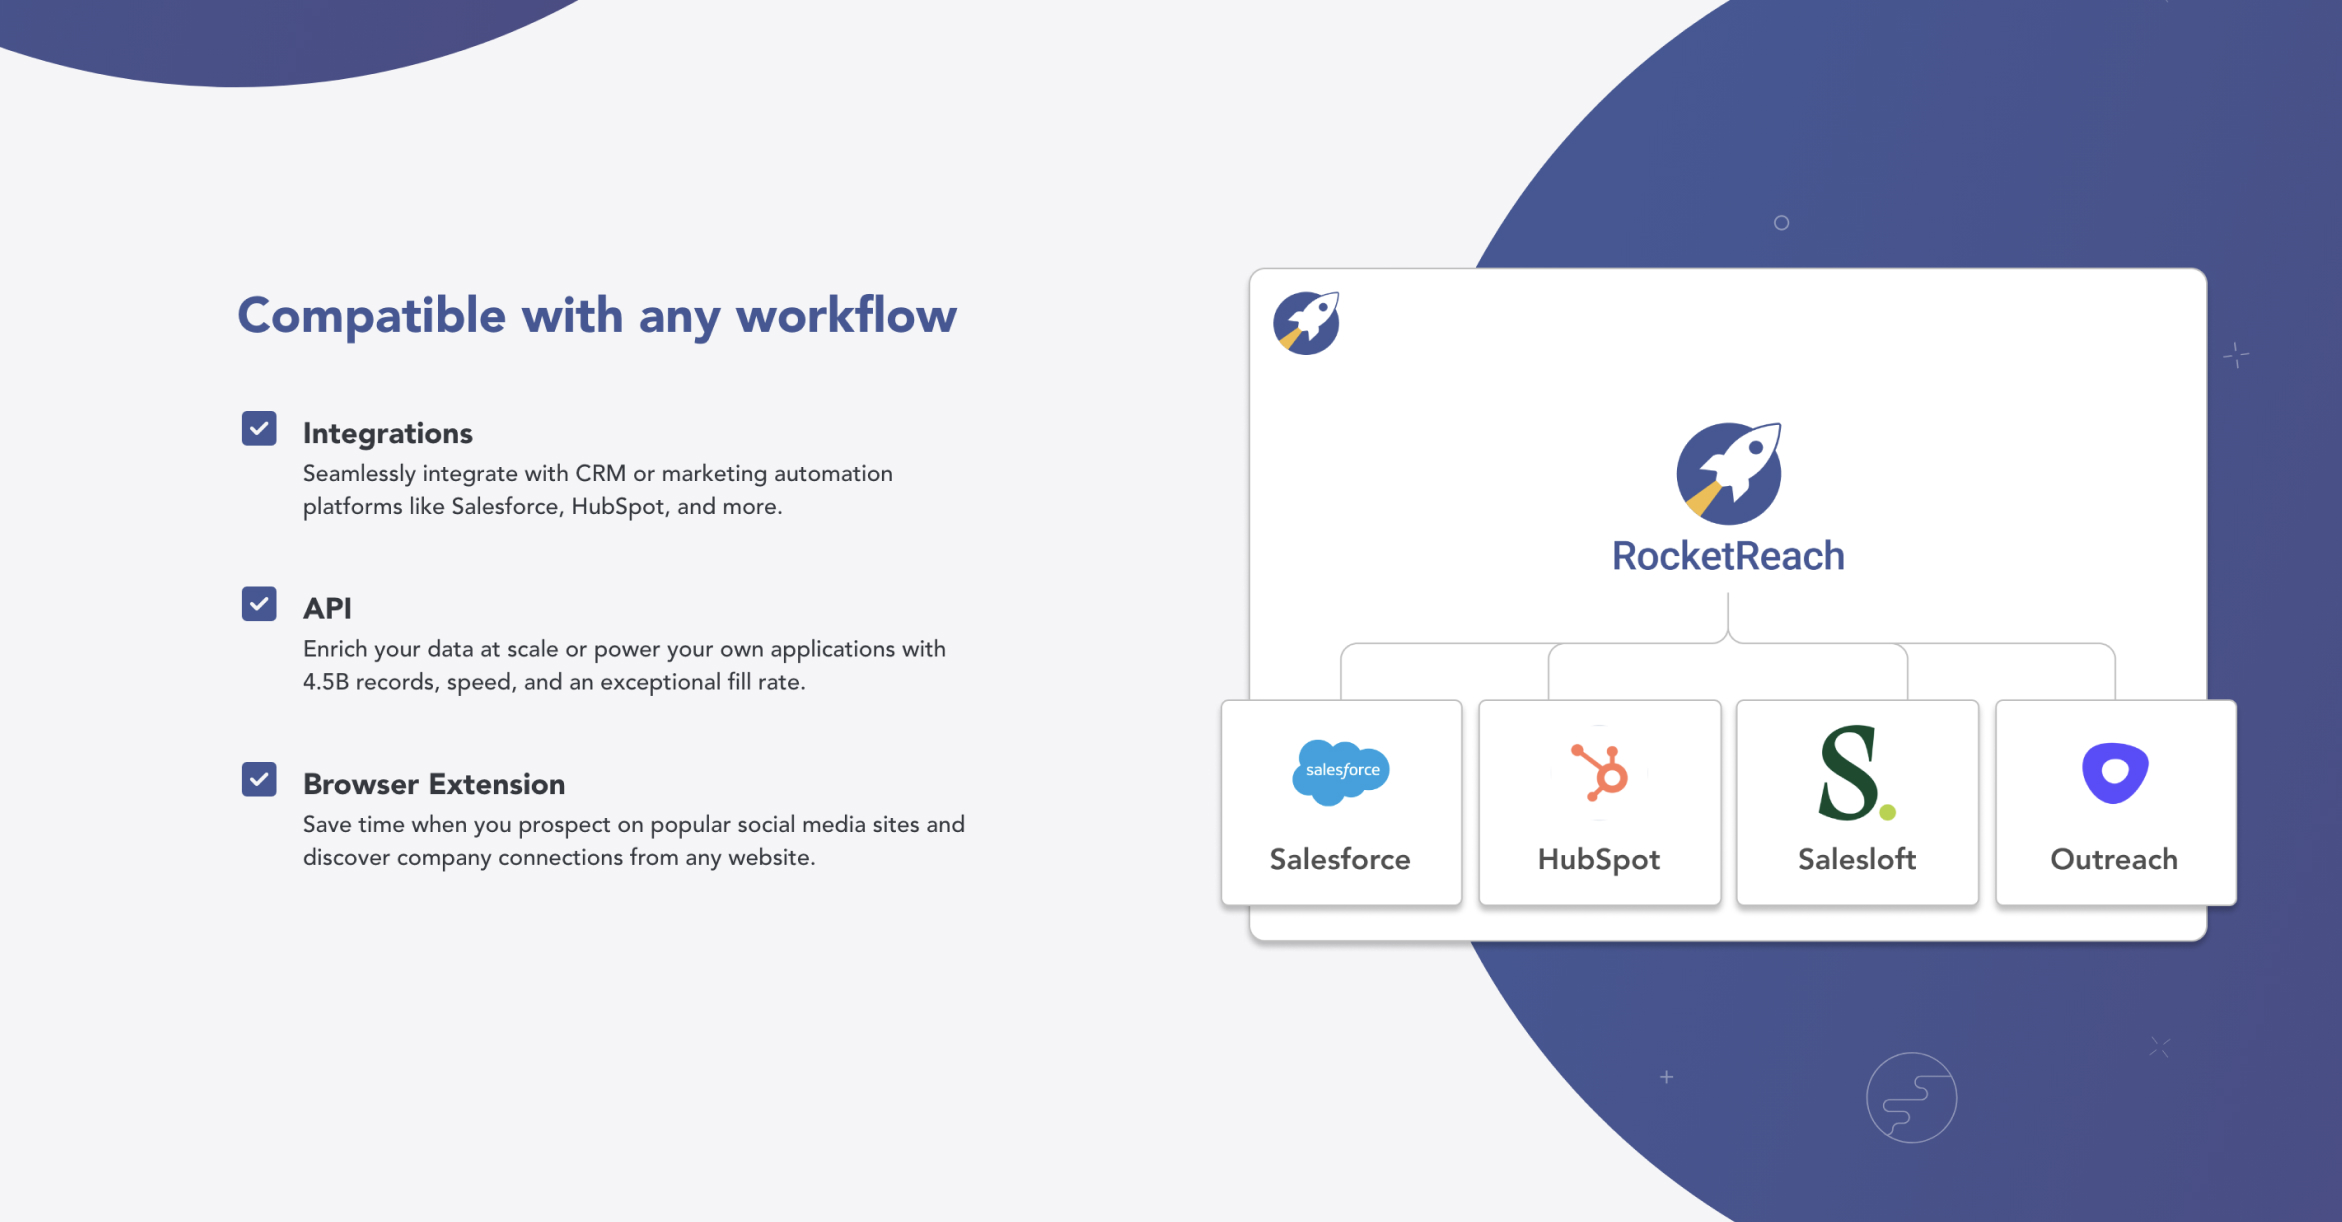 Compatible with any workflow
Integrations
Seamlessly integrate with CRM or marketing automation
platforms like Salesforce, HubSpot, and more.
API
Enrich your data at scale or power your own applications with
4.5B records, speed, and an exceptional fill rate.
Browser Extension
Save time when you prospect on popular social media sites and
discover company connections from any website.
RocketReach
salesforce
S.
Salesforce
HubSpot
Salesloft
Outreach